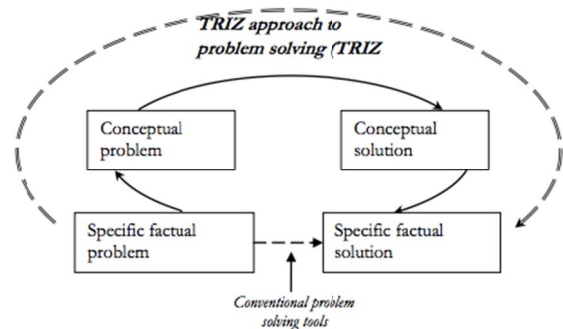 TRIZ approach to
problem solving (TRIZ
Conceptual
problem
Conceptual
solution
Specific factual
problem
Specific factual
solution
Conventional problem
solving tools